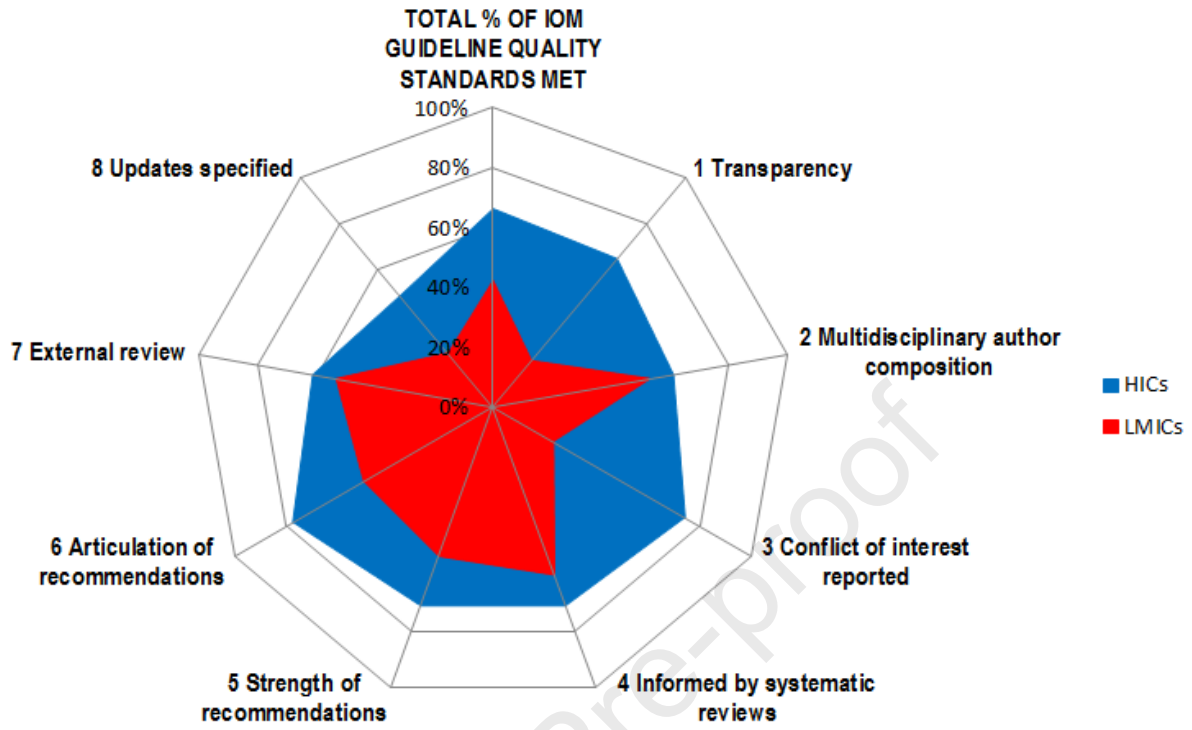 TOTAL % OF IOM
GUIDELINE QUALITY
STANDARDS MET
100%
80%
60%
40%
20%
0%
1 Transparency
2 Multidisciplinary author
composition
3 Conflict of interest
reported
4 Informed by systematic
reviews
5 Strength of
recommendations
6 Articulation of
recommendations
7 External review
8 Updates specified
HICs
LMICs
Pre-proof